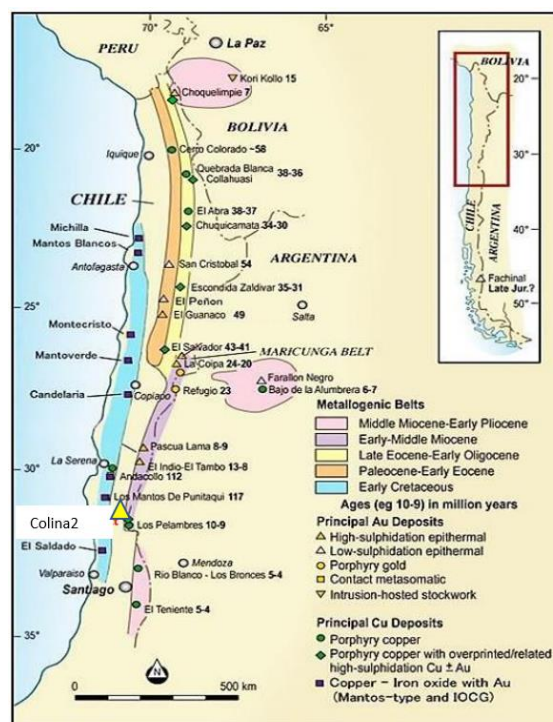 70°
65°
PERU
La Paz
Kori Kollo 15
Choquelimpie 7
BOLIVIA
20°
Iquique
Cerro Colorado ~58
Quebrada Blanca 38-36
Collahuasi
CHILE
El Abra 38-37
Chuquicamata 34-30
Michilla
Mantos Blancos
Antofagasta
San Cristobal 54
ARGENTINA
Escondida Zaldivar 35-31
25°
El Peñon
El Guanaco 49
Salta
Montecristo
Mantoverde
El Salvador 43-41
MARICUNGA BELT
La Coipa 24-20
Farallon Negro
Candelaria
Copiapo
Refugio 23
Bajo de la Alumbrera 6-7
Pascua Lama 8-9
La Serena
El Indio-El Tambo 13-8
30°
Andacollo 112
Los Mantos De Punitaqui 117
Colina2
Los Pelambres 10-9
El Saldado
Mendoza
Valparaiso
Rio Blanco - Los Bronces 5-4
Santiago
El Teniente 5-4
35°
N
0 500 km
BOLIVIA
20°
30°
CHILE
ARGENTINA
40°
Fachinal
Late Jur.?
50°
Metallogenic Belts
Middle Miocene-Early Pliocene
Early-Middle Miocene
Late Eocene-Early Oligocene
Paleocene-Early Eocene
Early Cretaceous
Ages (eg 10-9) in million years
Principal Au Deposits
High-sulphidation epithermal
Low-sulphidation epithermal
Porphyry gold
Contact metasomatic
Intrusion-hosted stockwork
Principal Cu Deposits
Porphyry copper
Porphyry copper with overprinted/related
high-sulphidation Cu ± Au
Copper - Iron oxide with Au
(Mantos-type and IOCG)